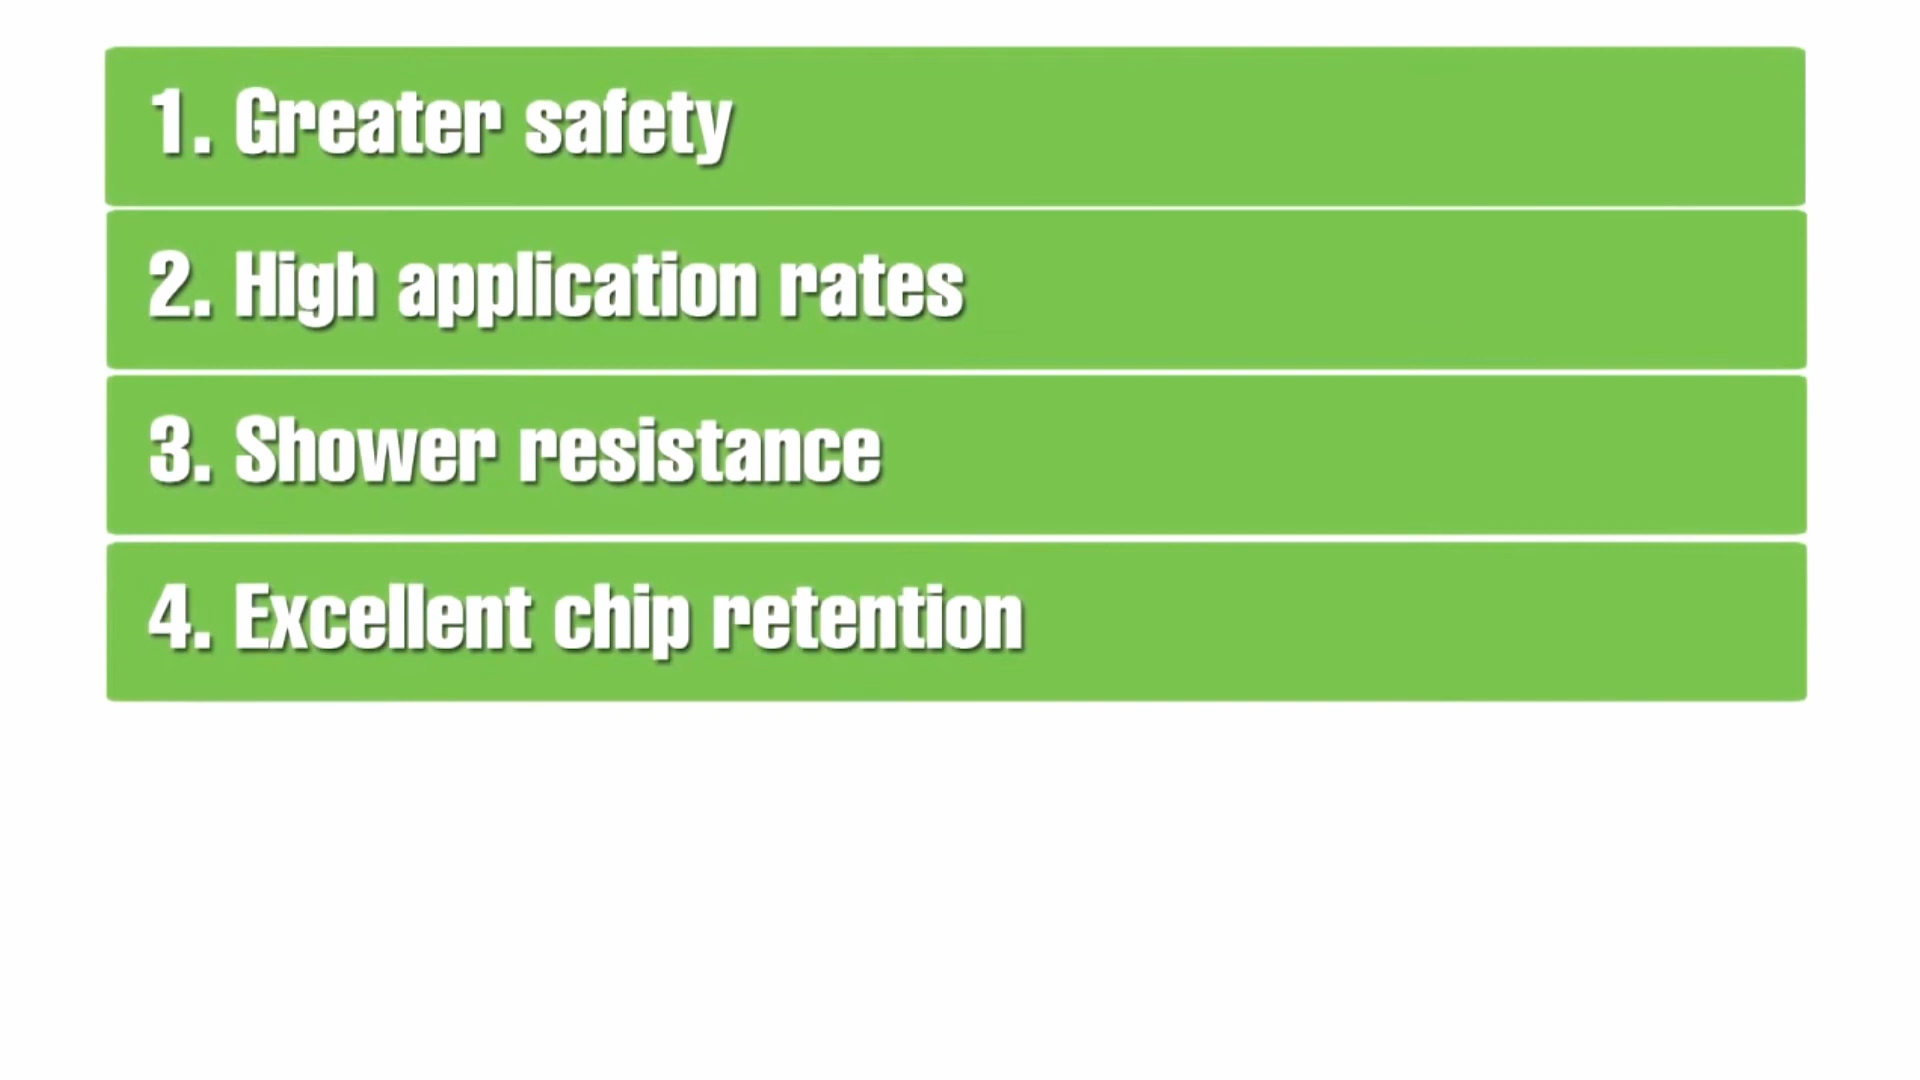 1. Greater safety
2. High application rates
3. Shower resistance
4. Excellent chip retention